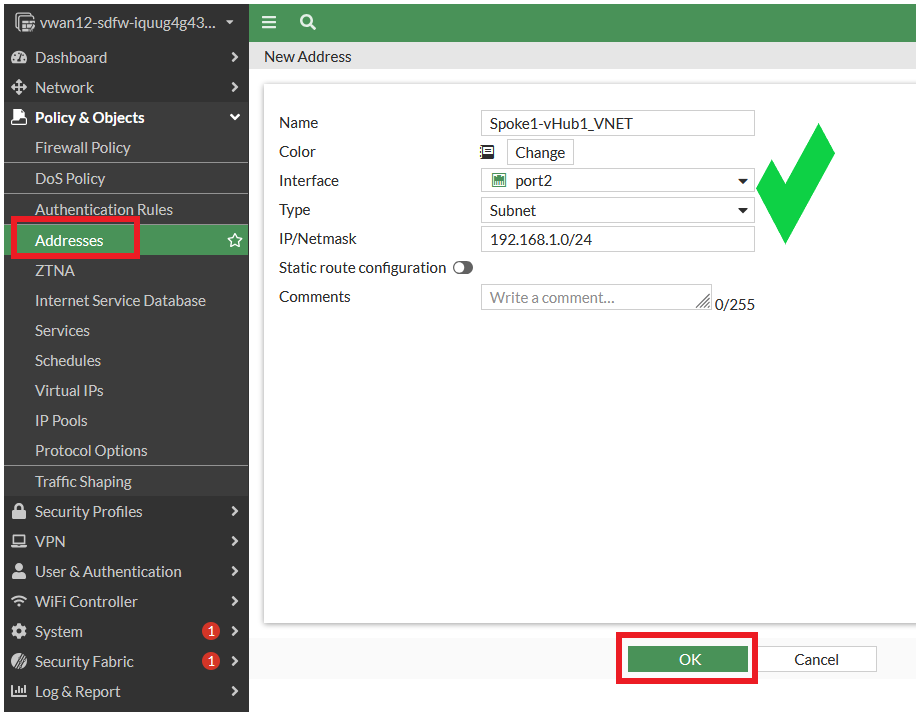 vwan12-sdfw-iquug4g43...
Dashboard
Network
Policy & Objects
Firewall Policy
DoS Policy
Authentication Rules
Addresses
ZTNA
Internet Service Database
Services
Schedules
Virtual IPs
IP Pools
Protocol Options
Traffic Shaping
Security Profiles
VPN
User & Authentication
WiFi Controller
System 1
Security Fabric 1
Log & Report
New Address
Name Spoke1-vHub1_VNET
Color Change
Interface port2
Type Subnet
IP/Netmask 192.168.1.0/24
Static route configuration
Comments Write a comment... 0/255
OK Cancel